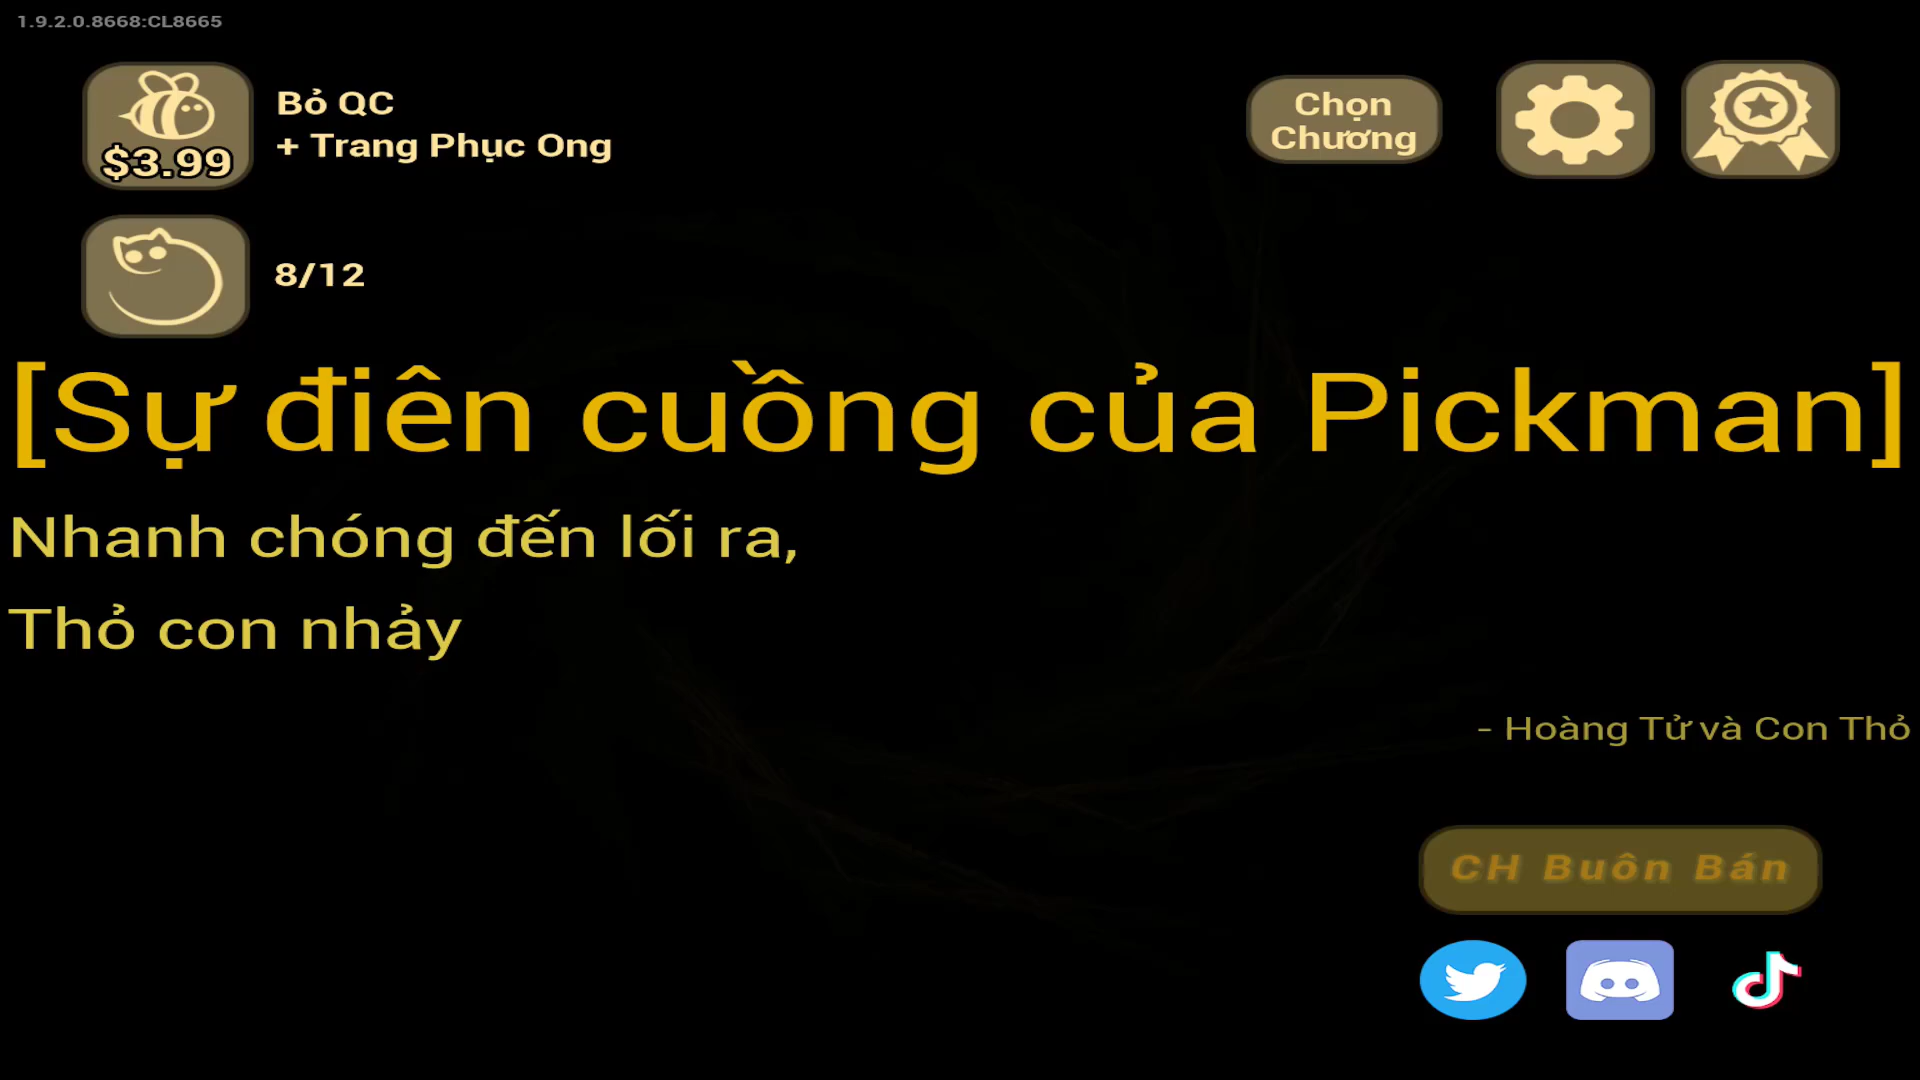 1.9.2.0.8668:CL8665
$3.99
Bỏ QC
+ Trang Phục Ong
Chọn
Chương
8/12
[Sự điên cuồng của Pickman]
Nhanh chóng đến lối ra,
Thỏ con nhảy
- Hoàng Tử và Con Thỏ
CH Buôn Bán